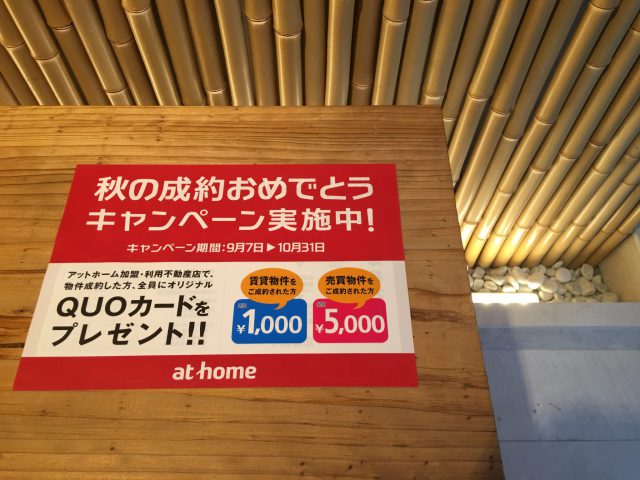 秋の成約おめでとう
キャンペーン実施中!
キャンペーン期間:9月7日▶10月31日
アットホーム加盟・利用不動産店で、
物件成約した方、全員にオリジナル
QUOカードを
プレゼント!!
賃貸物件を
ご成約された方
¥1,000
売買物件を
ご成約された方
¥5,000
at home